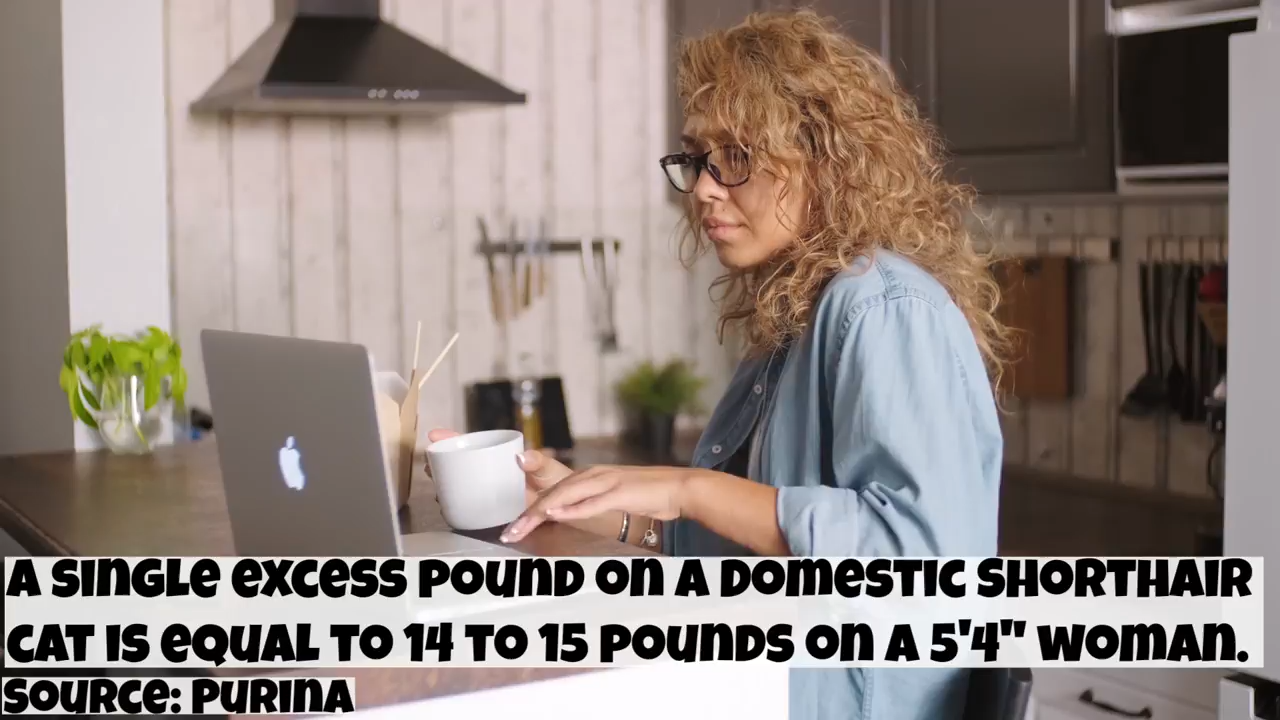 A single excess pound on a domestic shorthair
cat is equal to 14 to 15 pounds on a 5'4" woman.
Source: Purina